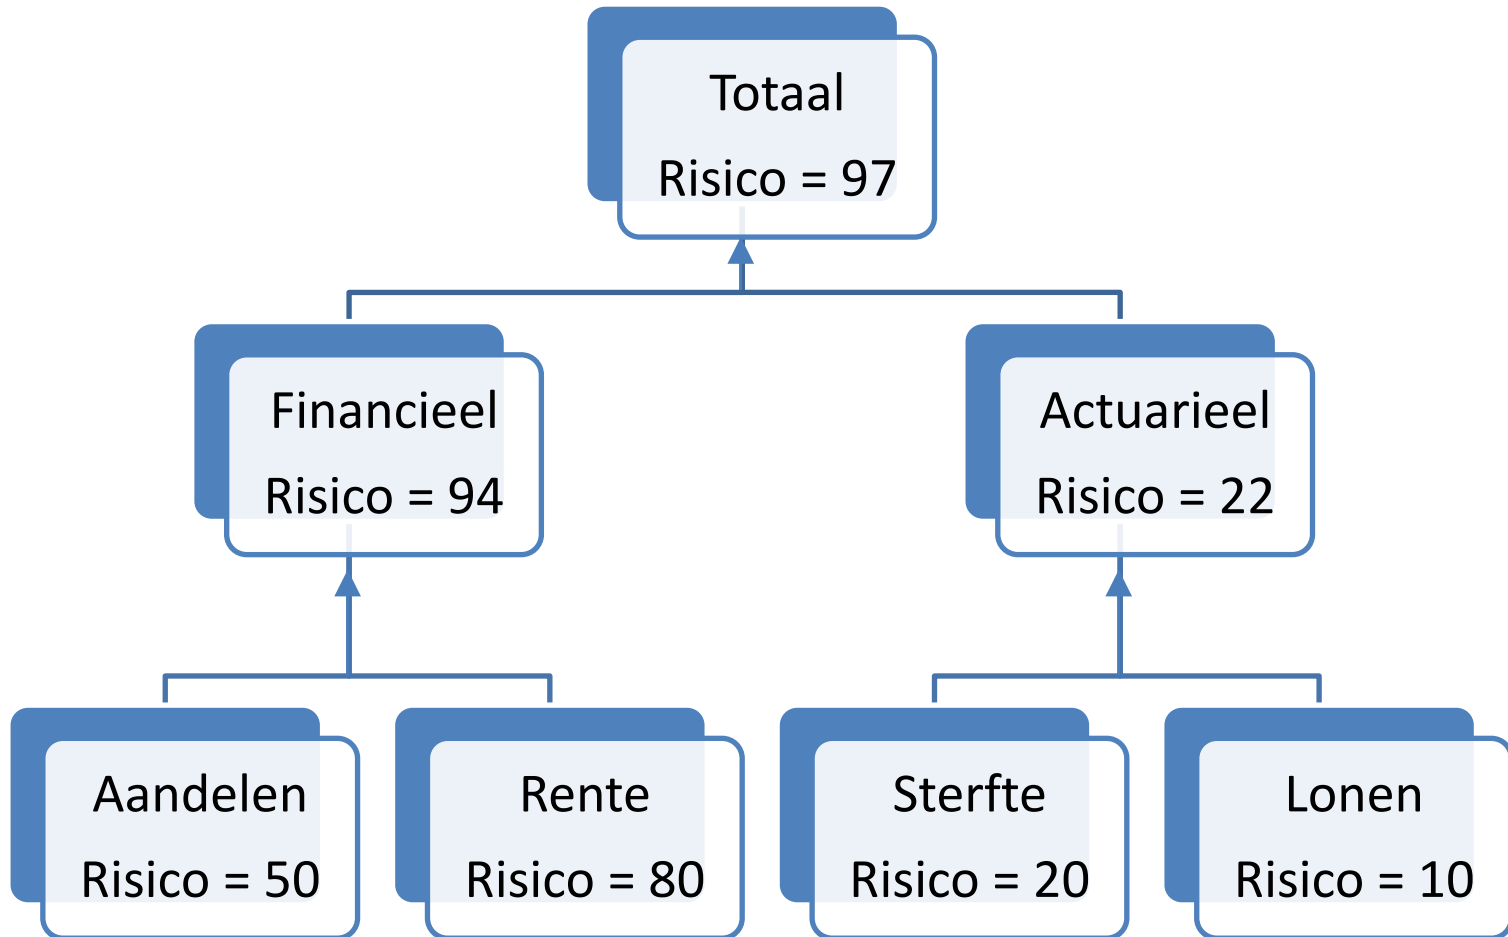 Totaal
Risico = 97
Financieel
Risico = 94
Actuarieel
Risico = 22
Aandelen
Risico = 50
Rente
Risico = 80
Sterfte
Risico = 20
Lonen
Risico = 10